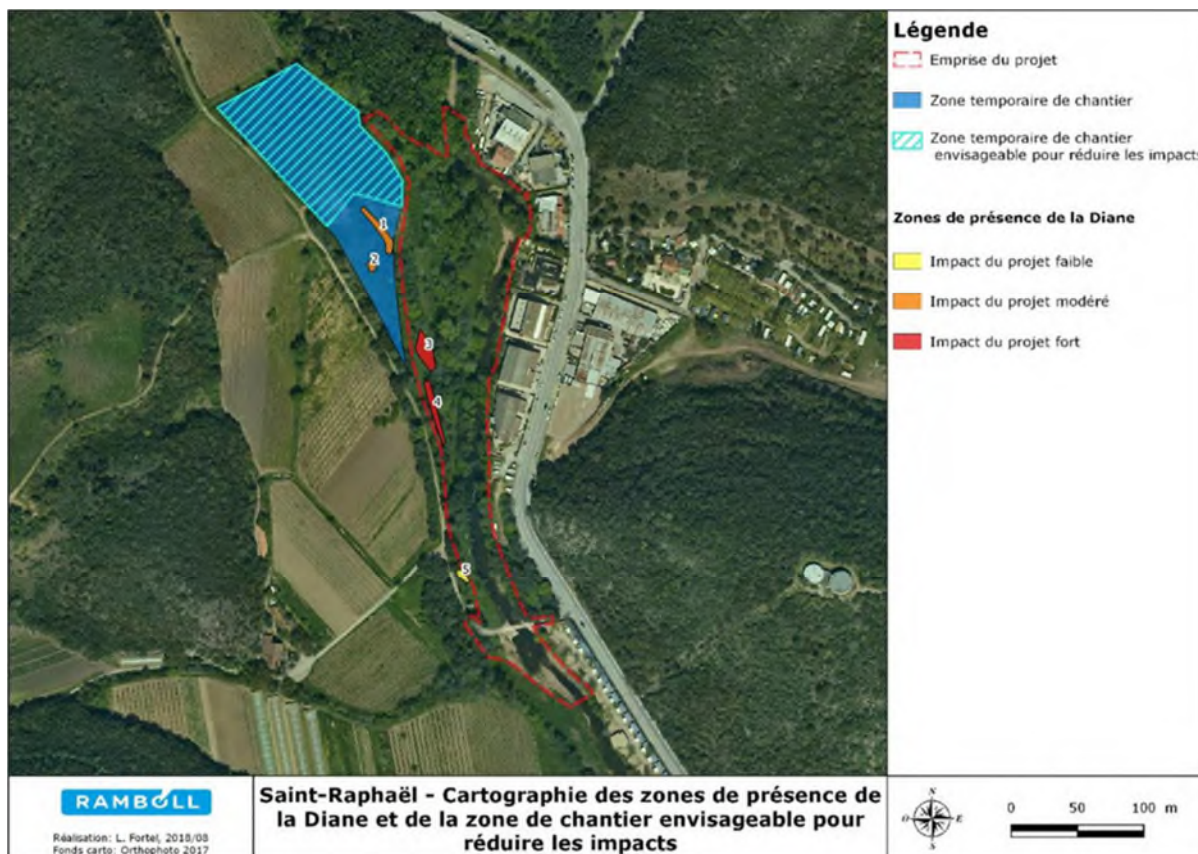 Légende
Emprise du projet
Zone temporaire de chantier
Zone temporaire de chantier
envisageable pour réduire les impacts
Zones de présence de la Diane
Impact du projet faible
Impact du projet modéré
Impact du projet fort
1
2
3
4
5
RAMBOLL
Réalisation: L. Fortel, 2018/08
Fonds carto: Orthophoto 2017
Saint-Raphaël - Cartographie des zones de présence de
la Diane et de la zone de chantier envisageable pour
réduire les impacts
N
O E
S
0 50 100 m